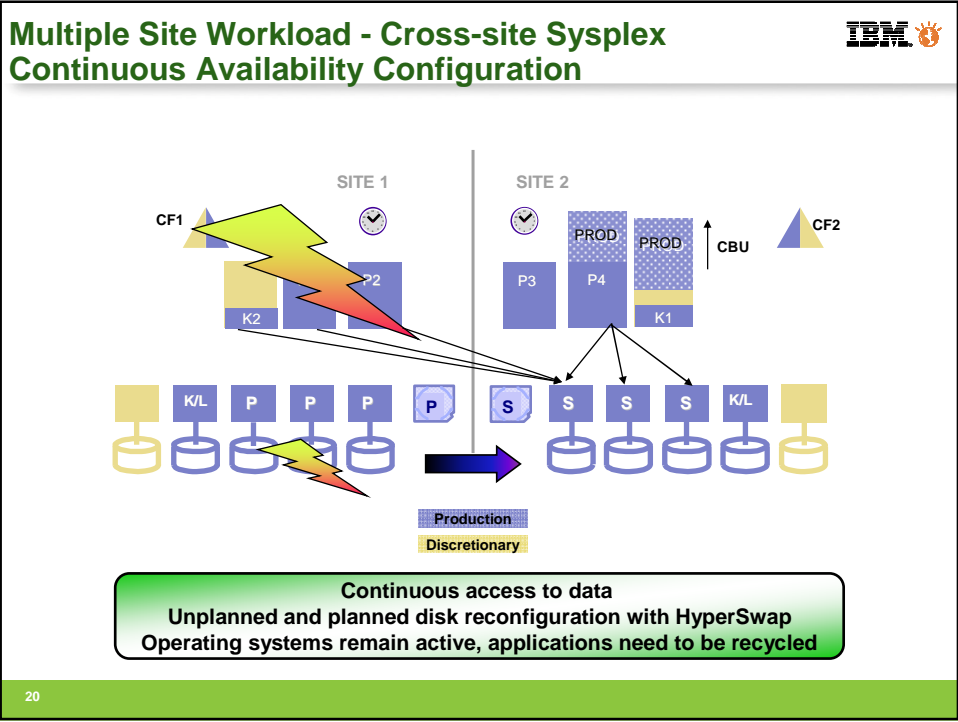 Multiple Site Workload - Cross-site Sysplex
Continuous Availability Configuration
IBM
SITE 1
SITE 2
CF1
CF2
PROD
PROD
CBU
P2
P3
P4
K2
K1
K/L
P
P
P
P
S
S
S
S
K/L
Production
Discretionary
Continuous access to data
Unplanned and planned disk reconfiguration with HyperSwap
Operating systems remain active, applications need to be recycled
20